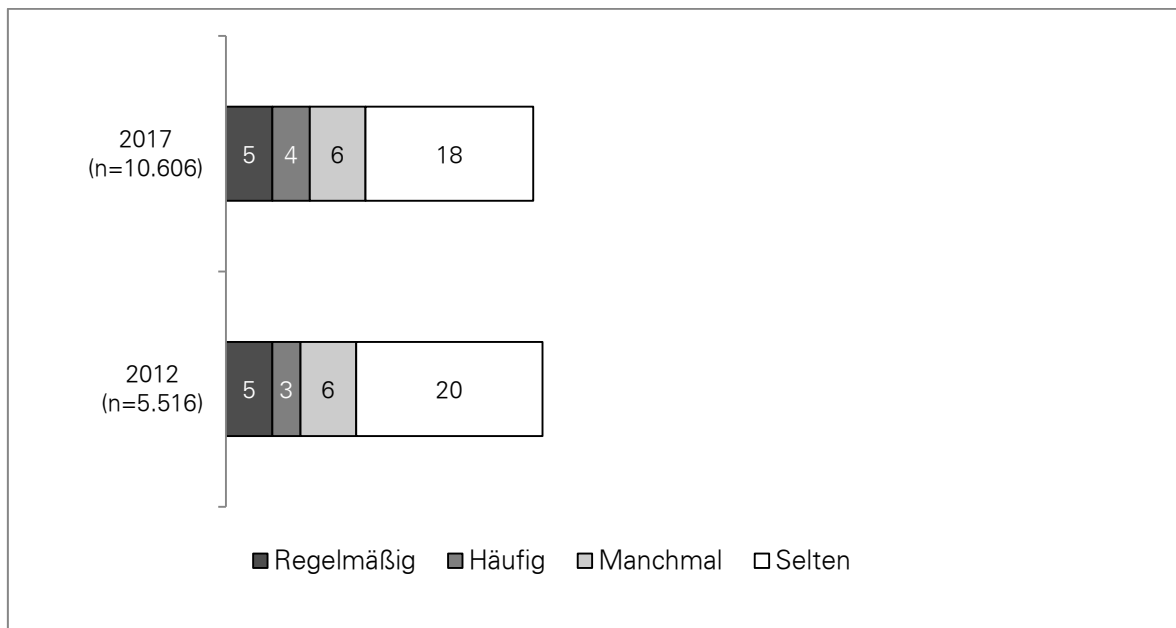 2017
(n=10.606)
5 4 6 18
2012
(n=5.516)
5 3 6 20
Regelmäßig Häufig Manchmal Selten